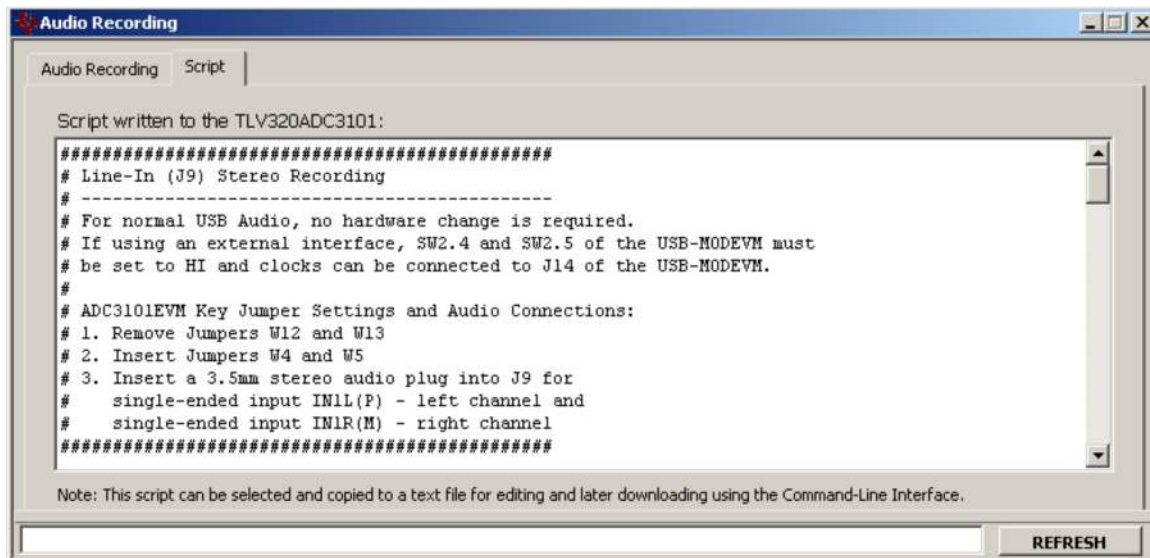 Audio Recording
Audio Recording Script
Script written to the TLV320ADC3101:
###############################################
# Line-In (J9) Stereo Recording
# ---------------------------------------------
# For normal USB Audio, no hardware change is required.
# If using an external interface, SW2.4 and SW2.5 of the USB-MODEVM must
# be set to HI and clocks can be connected to J14 of the USB-MODEVM.
#
# ADC3101EVM Key Jumper Settings and Audio Connections:
# 1. Remove Jumpers W12 and W13
# 2. Insert Jumpers W4 and W5
# 3. Insert a 3.5mm stereo audio plug into J9 for
#    single-ended input IN1L(P) - left channel and
#    single-ended input IN1R(M) - right channel
###############################################
Note: This script can be selected and copied to a text file for editing and later downloading using the Command-Line Interface.
REFRESH